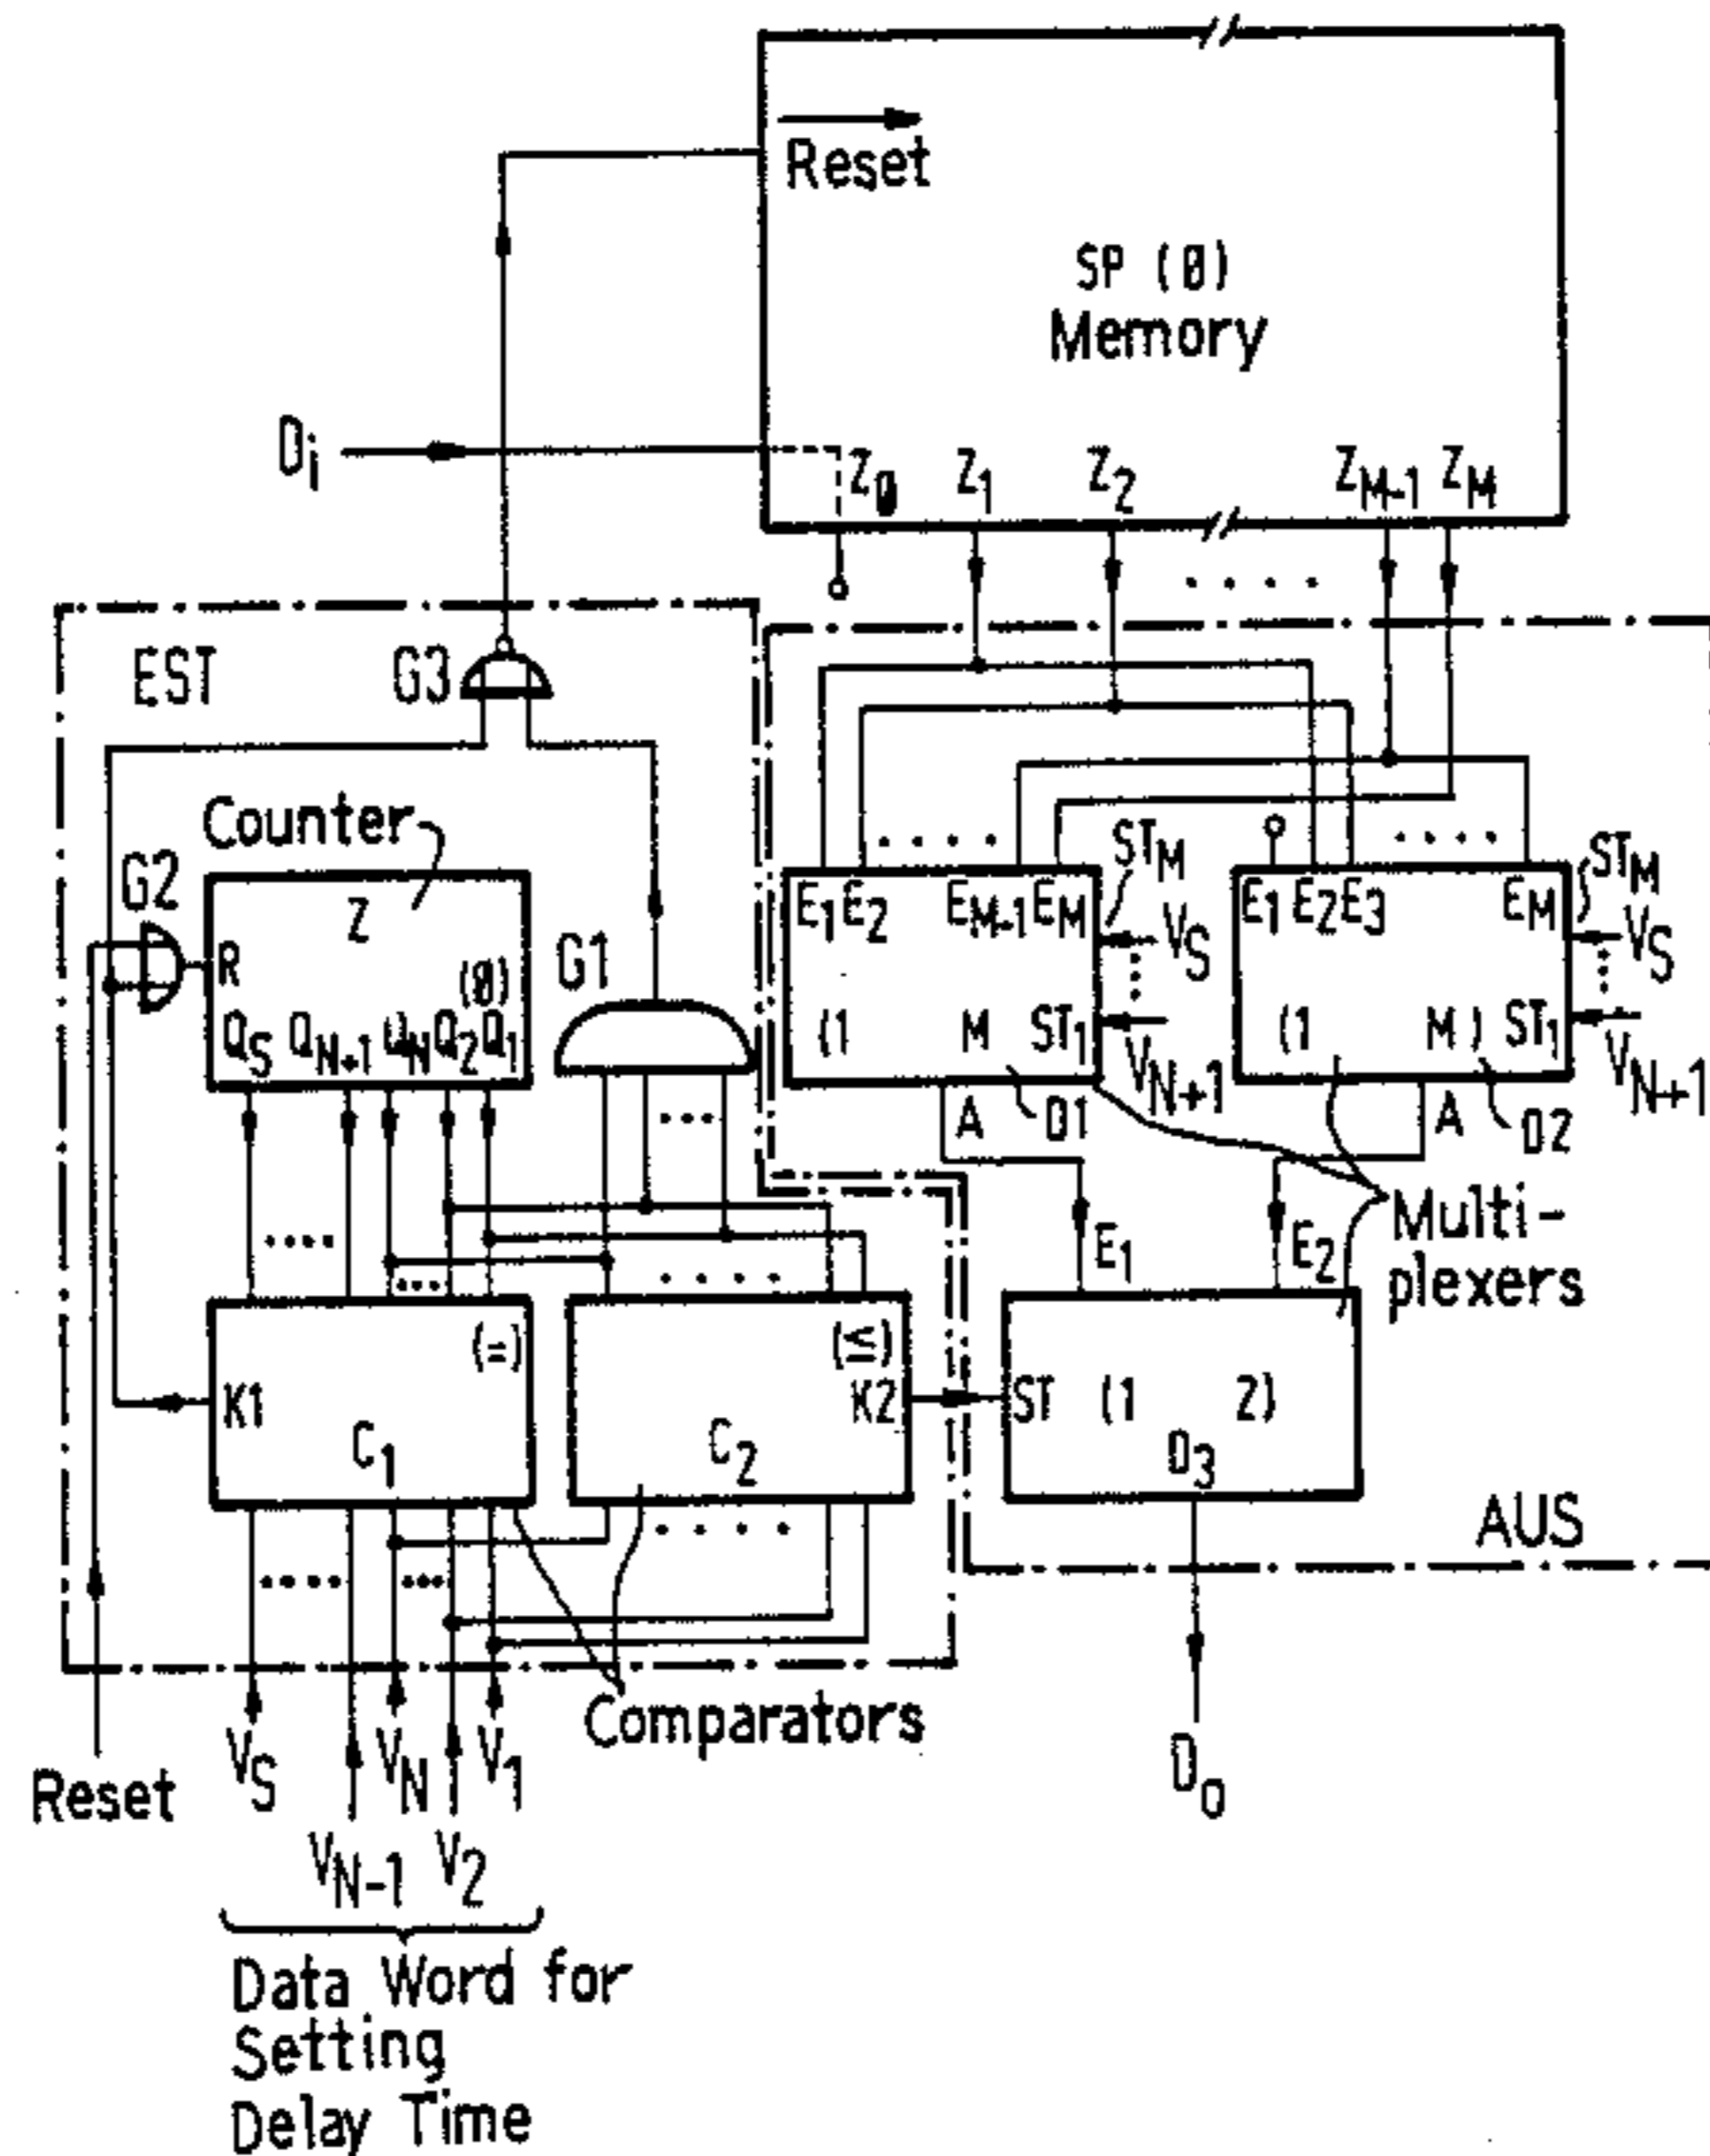 Reset
SP (0)
Memory
Di
Z0 Z1 Z2 ZM-1 ZM
EST
G3
Counter
G2
Z
R
(0)
QS QN+1 QN Q2 Q1
G1
E1 E2 EM-1 EM
STM
VS
(1 M ST1
VN+1
A D1
E1 E2 E3 EM
STM
VS
(1 M) ST1
VN+1
A D2
Multi-
plexers
E1 E2
(=)
K1
C1
(≤)
K2
C2
ST (1 2)
D3
AUS
Comparators
Reset
VS VN V1
VN-1 V2
Do
Data Word for
Setting
Delay Time